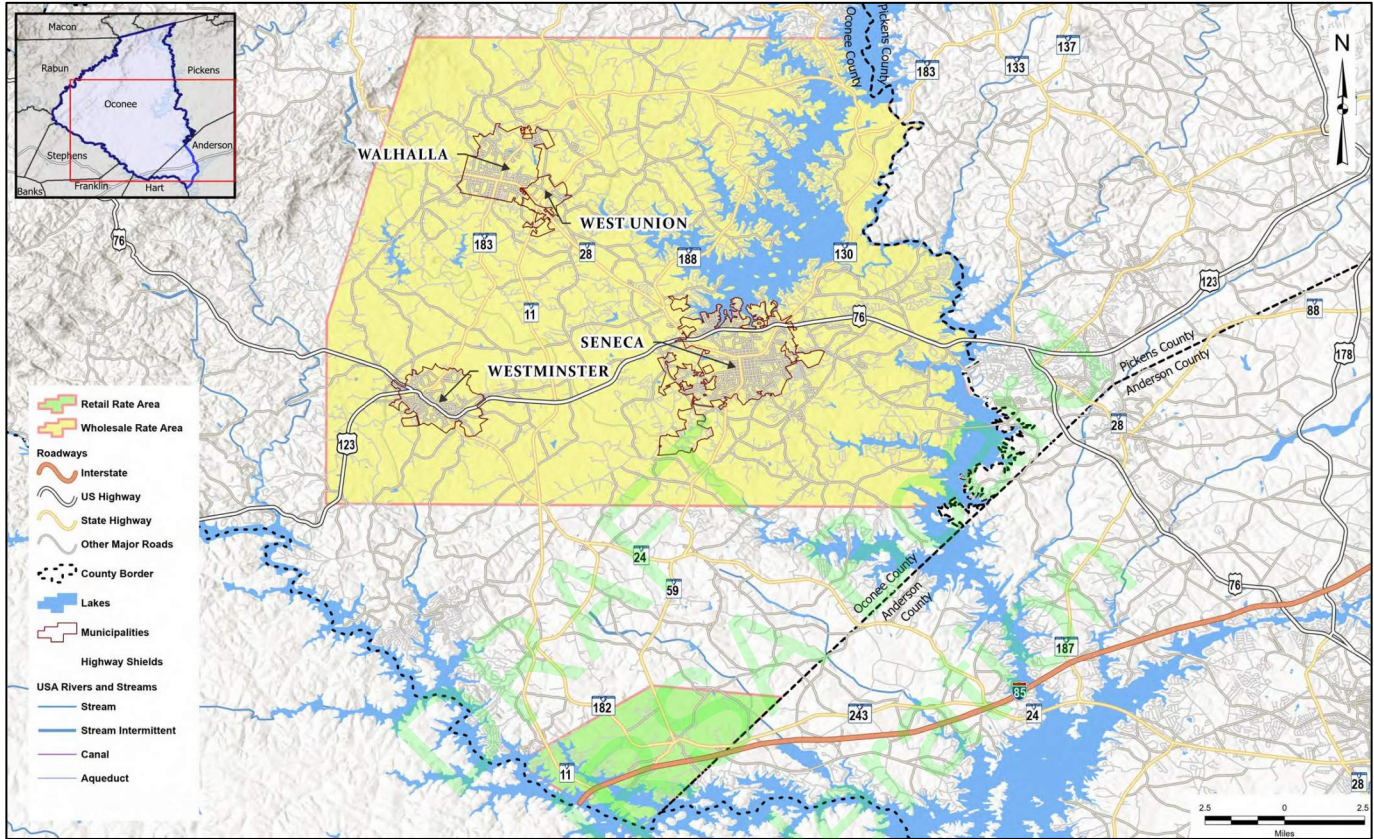 Macon
Rabun
Pickens
Oconee
Stephens
Anderson
Banks
Franklin
Hart
Oconee County
Pickens County
183
133
137
N
WALHALLA
WEST UNION
76
183
28
188
130
11
76
123
88
SENECA
WESTMINSTER
178
Pickens County
Anderson County
123
28
Retail Rate Area
Wholesale Rate Area
Roadways
Interstate
US Highway
State Highway
Other Major Roads
County Border
Lakes
Municipalities
Highway Shields
USA Rivers and Streams
Stream
Stream Intermittent
Canal
Aqueduct
24
59
Oconee County
Anderson
County
76
187
85
182
243
24
11
28
2.5
0
2.5
Miles